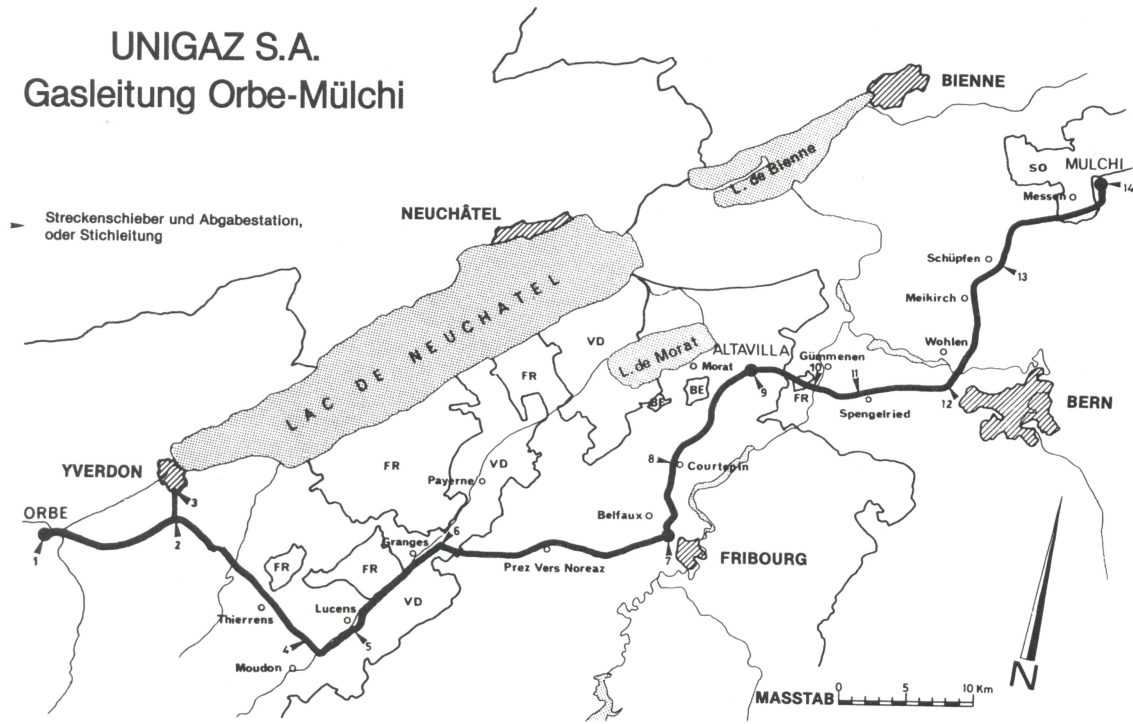 UNIGAZ S.A.
Gasleitung Orbe-Mülchi
BIENNE
L. de Bienne
SO
MULCHI
Messen
14
Streckenschieber und Abgabestation,
oder Stichleitung
NEUCHÂTEL
LAC DE NEUCHATEL
Schüpfen
13
Meikirch
VD
L. de Morat
ALTAVILLA
Wohlen
Gümmenen
FR
Morat
10
11
BE
BE
9
FR
Spengelried
12
BERN
YVERDON
FR
VD
Payerne
8
Courtepin
3
ORBE
Belfaux
1
2
6
Granges
7
FR
FR
Prez Vers Noreaz
FRIBOURG
VD
Thierrens
Lucens
4
5
Moudon
N
MASSTAB
0
5
10 Km